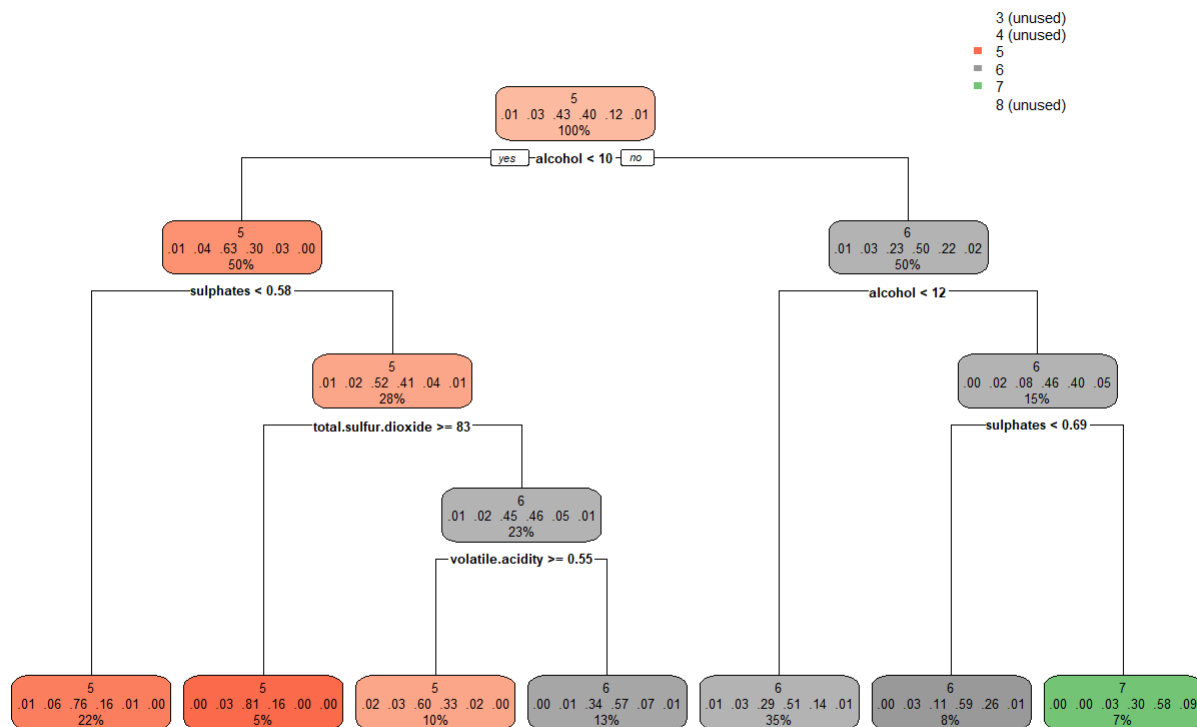 3 (unused)
4 (unused)
5
6
7
8 (unused)
5
.01 .03 .43 .40 .12 .01
100%
yes alcohol < 10 no
5
.01 .04 .63 .30 .03 .00
50%
6
.01 .03 .23 .50 .22 .02
50%
sulphates < 0.58
alcohol < 12
5
.01 .02 .52 .41 .04 .01
28%
6
.00 .02 .08 .46 .40 .05
15%
total.sulfur.dioxide >= 83
sulphates < 0.69
6
.01 .02 .45 .46 .05 .01
23%
volatile.acidity >= 0.55
5
.01 .06 .76 .16 .01 .00
22%
5
.00 .03 .81 .16 .00 .00
5%
5
.02 .03 .60 .33 .02 .00
10%
6
.00 .01 .34 .57 .07 .01
13%
6
.01 .03 .29 .51 .14 .01
35%
6
.00 .03 .11 .59 .26 .01
8%
7
.00 .00 .03 .30 .58 .09
7%